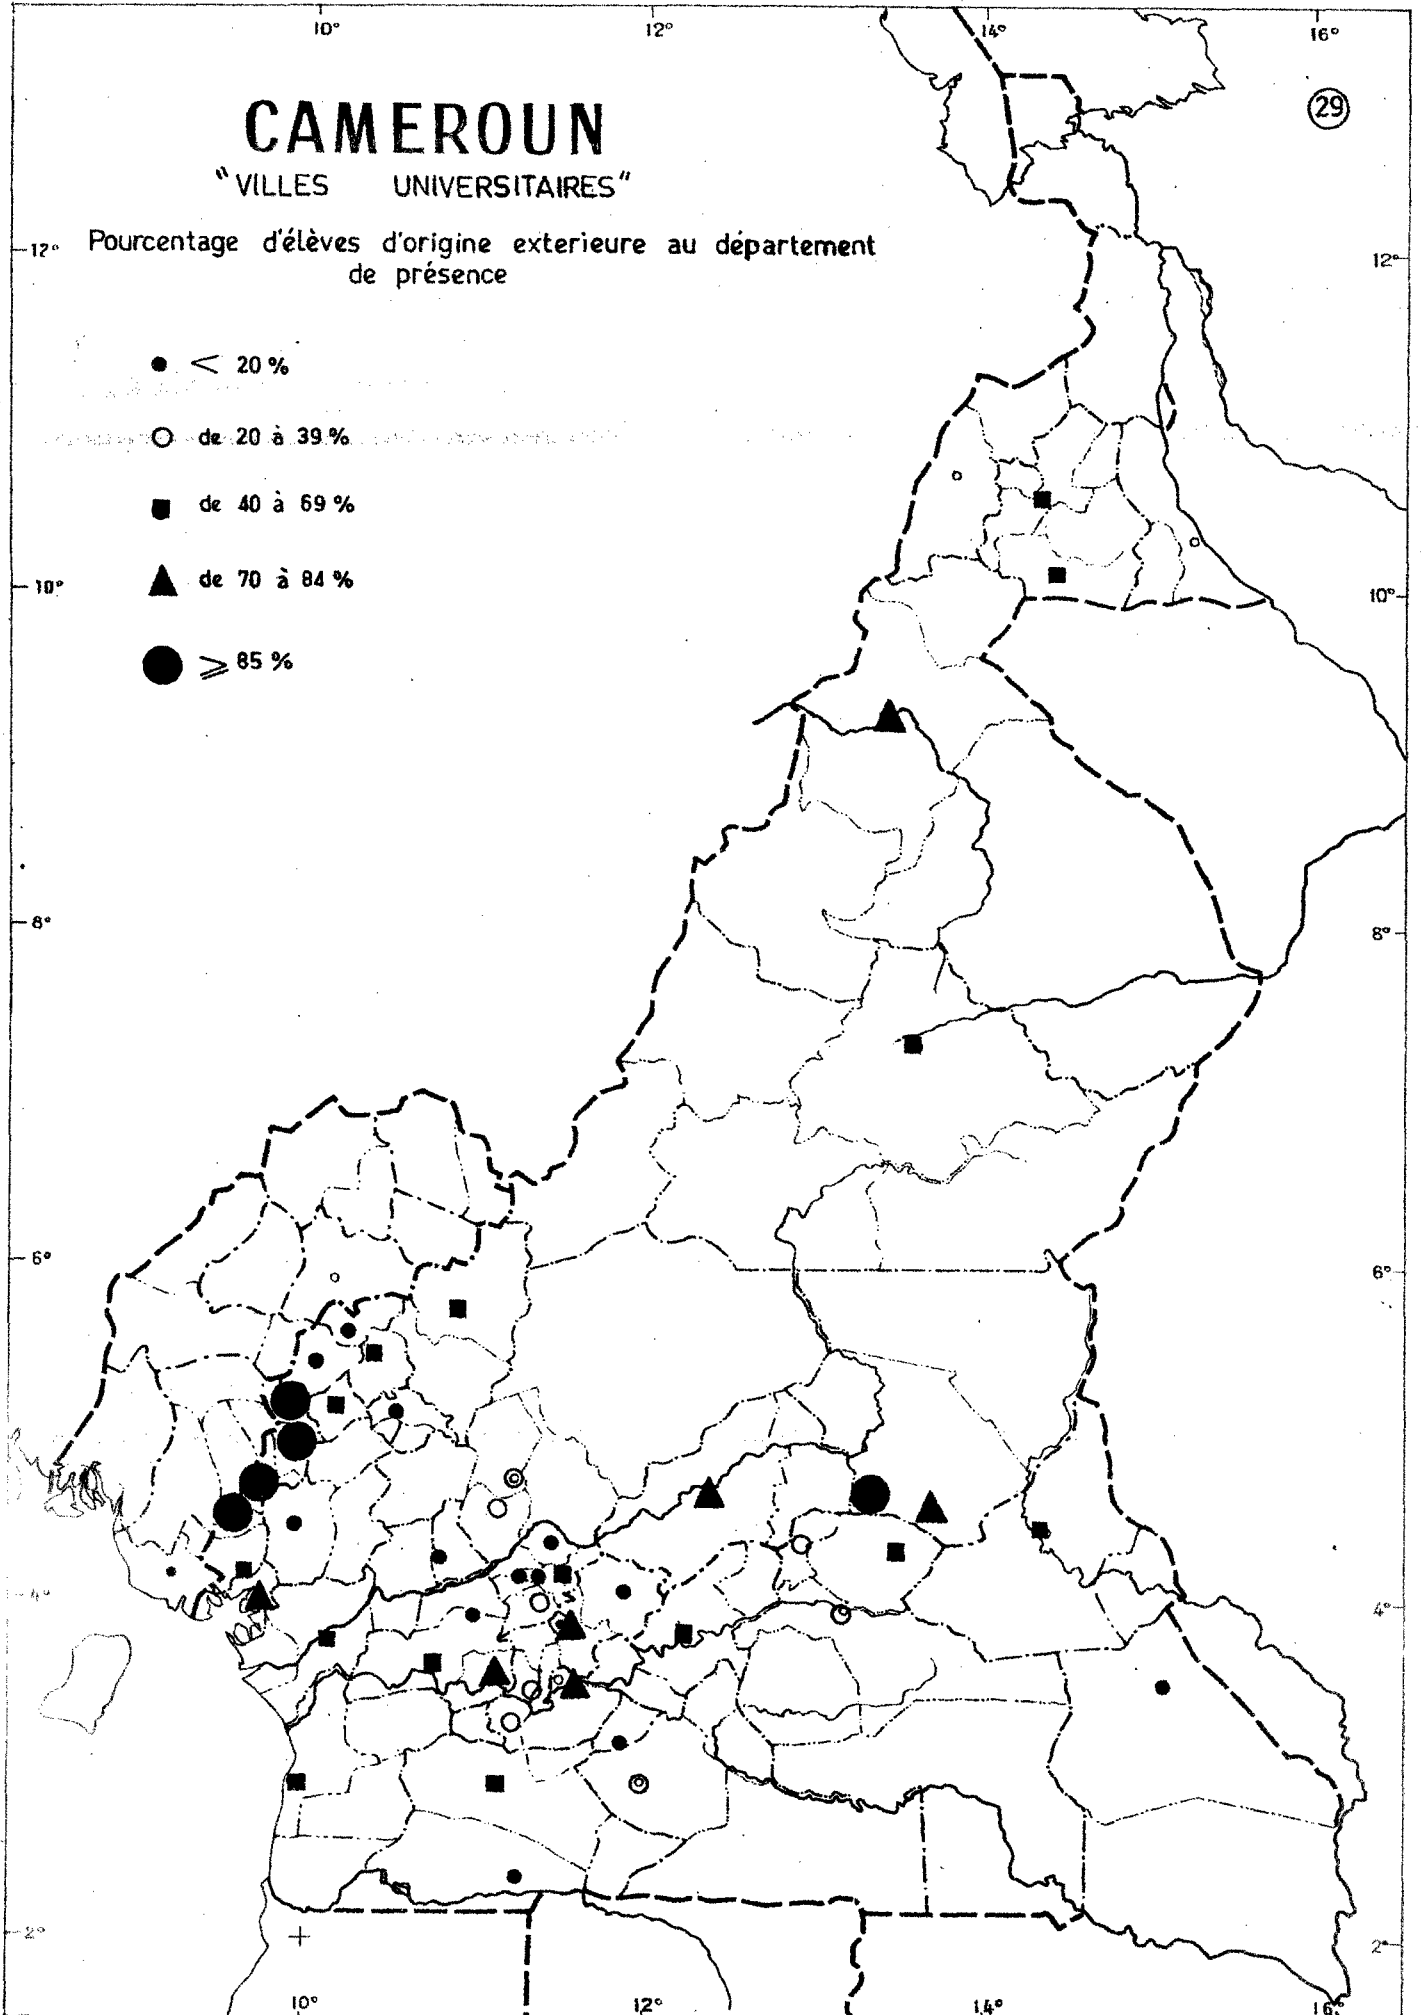 10° 12° 14° 16°
29
CAMEROUN
"VILLES UNIVERSITAIRES"
Pourcentage d'élèves d'origine exterieure au département
de présence
12° 12°
< 20 %
de 20 à 39 %
de 40 à 69 %
de 70 à 84 %
⩾ 85 %
10° 10°
8° 8°
6° 6°
4° 4°
2° 2°
10° 12° 14° 16°